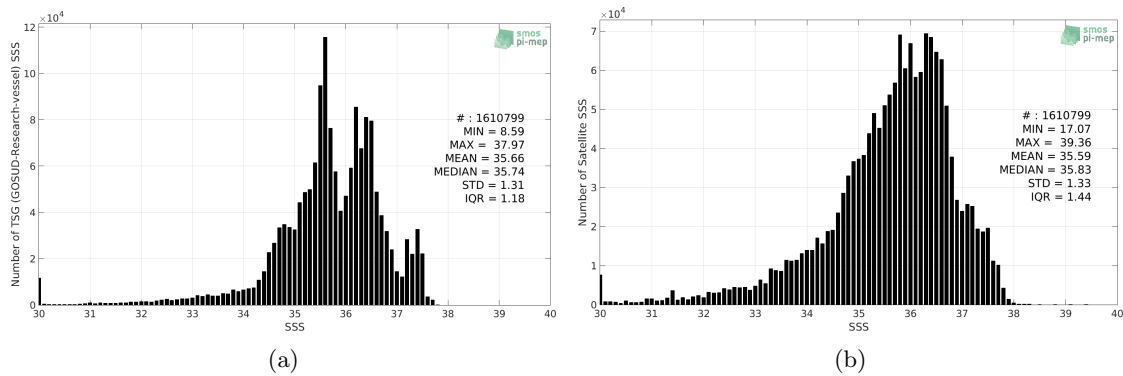 ×10⁴
12
10
8
6
4
2
0
Number of TSG (GOSUD-Research-vessel) SSS
smos
pi-mep
# : 1610799
MIN = 8.59
MAX = 37.97
MEAN = 35.66
MEDIAN = 35.74
STD = 1.31
IQR = 1.18
30 31 32 33 34 35 36 37 38 39 40
SSS
(a)
×10⁴
7
6
5
4
3
2
1
0
Number of Satellite SSS
smos
pi-mep
# : 1610799
MIN = 17.07
MAX = 39.36
MEAN = 35.59
MEDIAN = 35.83
STD = 1.33
IQR = 1.44
30 31 32 33 34 35 36 37 38 39 40
SSS
(b)